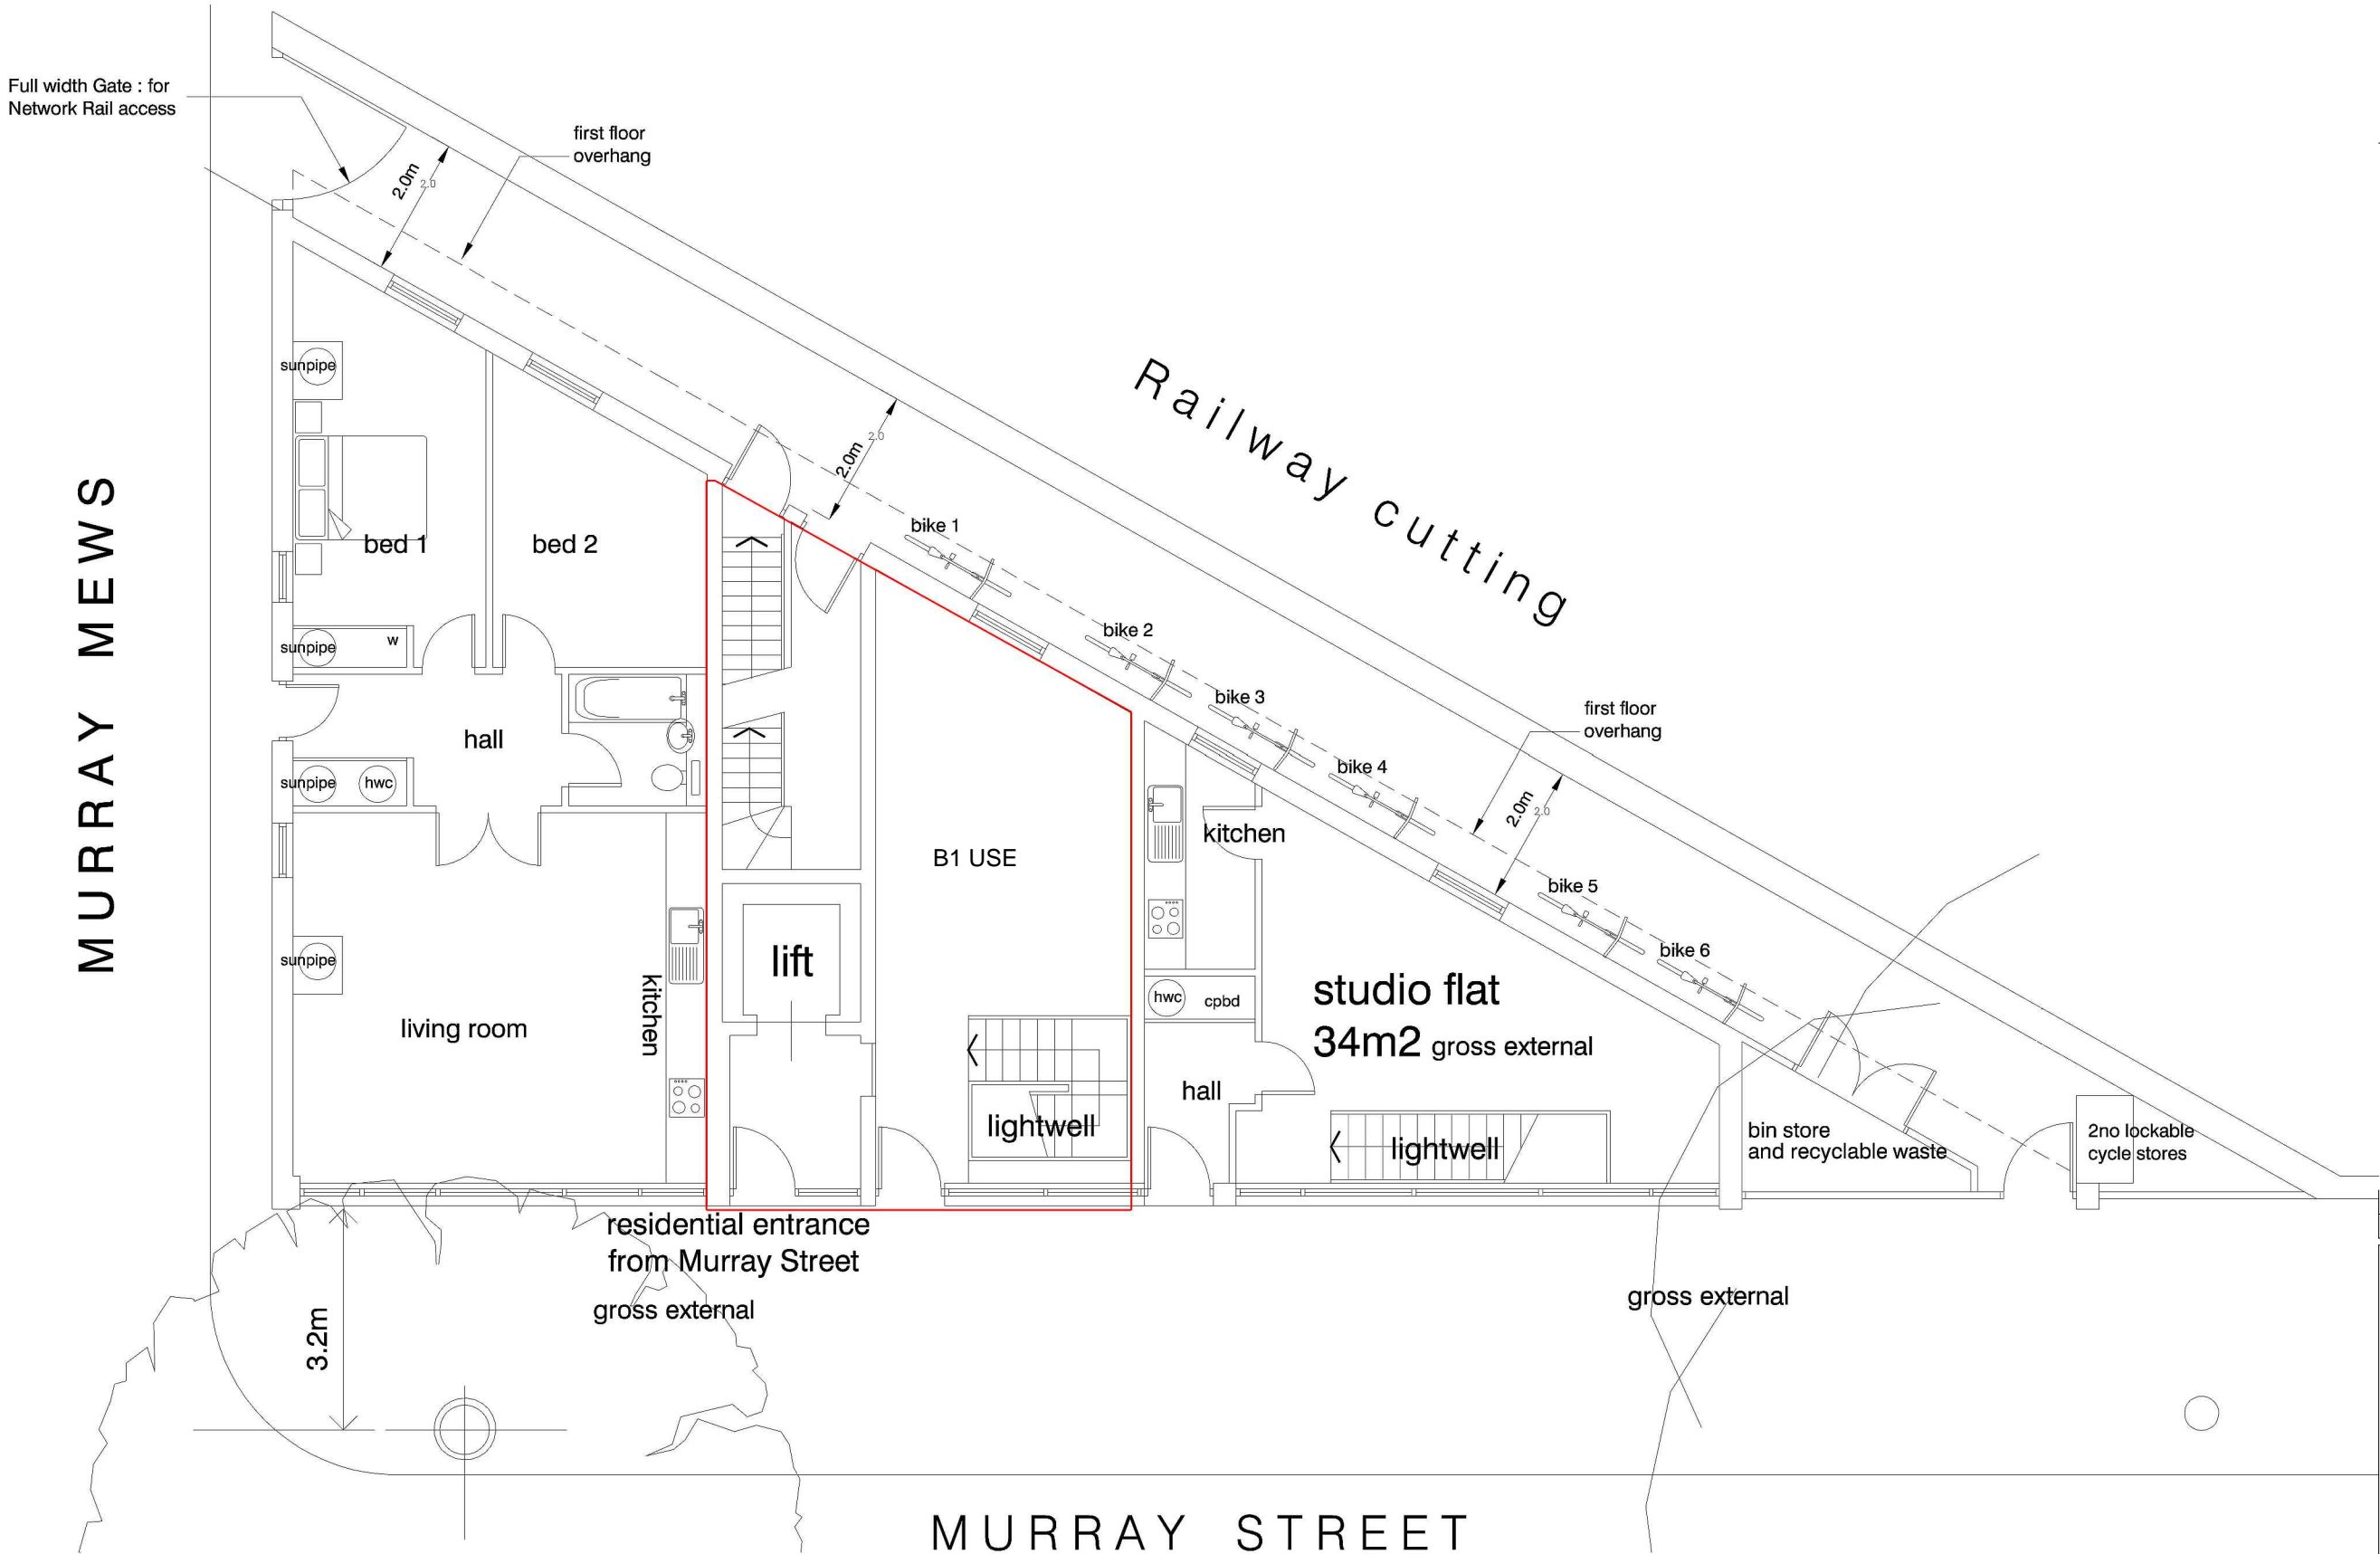 Full width Gate : for
Network Rail access
first floor
overhang
2.0m
2.0
Railway cutting
2.0m
2.0
sunpipe
bed 1
bed 2
bike 1
bike 2
bike 3
bike 4
bike 5
bike 6
first floor
overhang
2.0m
2.0
MURRAY MEWS
sunpipe
w
hall
sunpipe
hwc
sunpipe
living room
kitchen
lift
B1 USE
lightwell
kitchen
hwc
cpbd
hall
studio flat
34m2 gross external
lightwell
bin store
and recyclable waste
2no lockable
cycle stores
residential entrance
from Murray Street
gross external
gross external
3.2m
MURRAY STREET